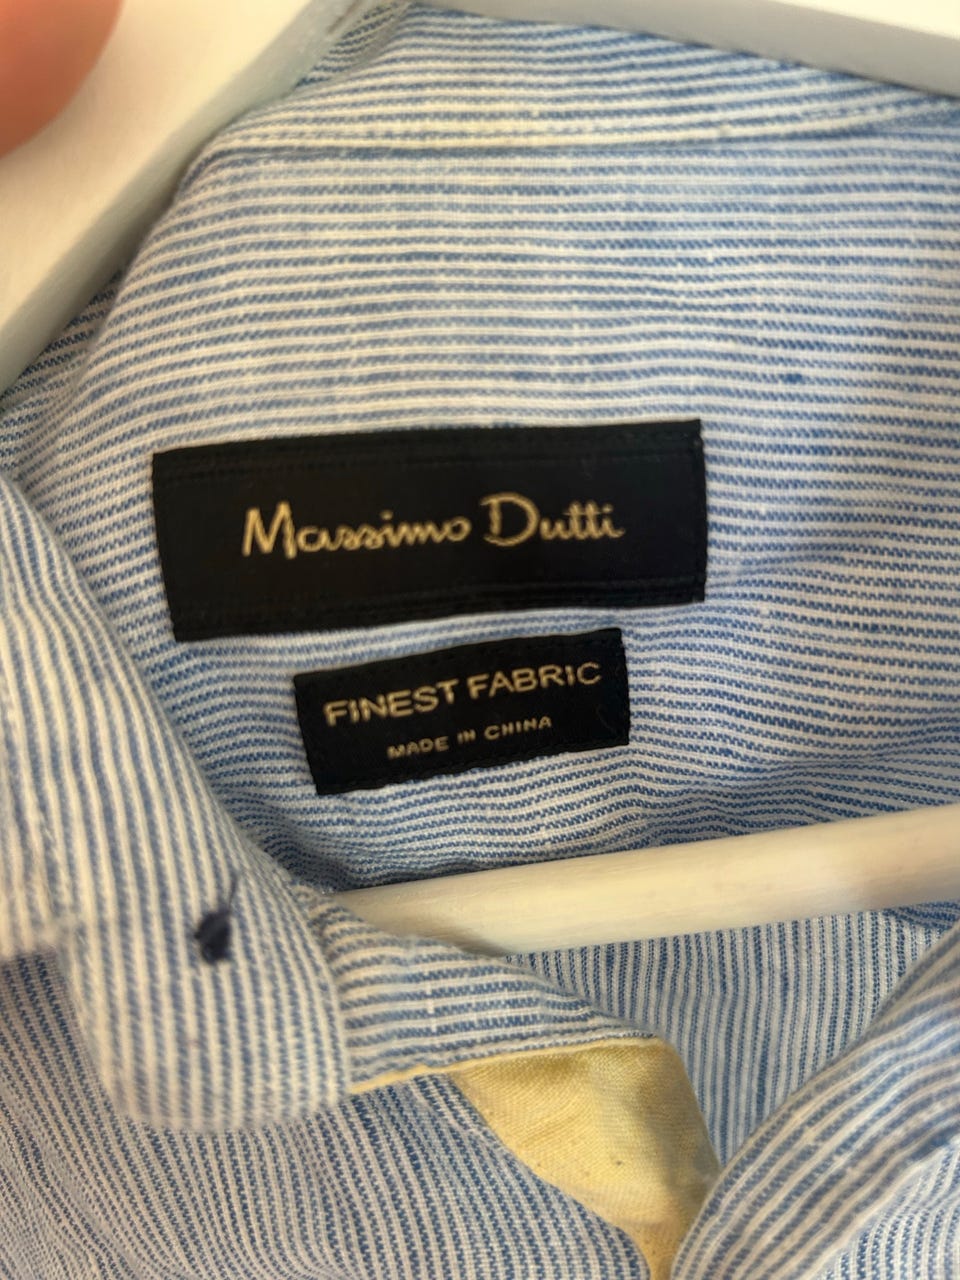 Massimo Dutti
FINEST FABRIC
MADE IN CHINA